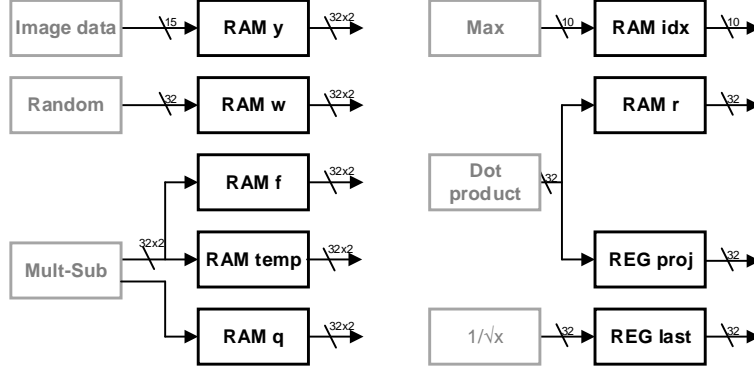 Image data
15
RAM y
32x2
Max
10
RAM idx
10
Random
32
RAM w
32x2
RAM r
32
RAM f
32x2
Dot
product
32
Mult-Sub
32x2
RAM temp
32x2
REG proj
32
RAM q
32x2
1/√x
32
REG last
32